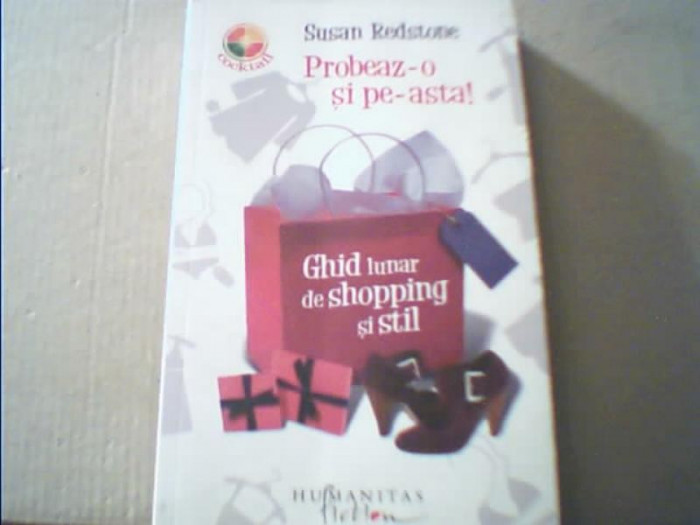 cocktail
Susan Redstone
Probeaz-o
și pe-asta!
Ghid lunar
de shopping
și stil
HUMANITAS
fiction